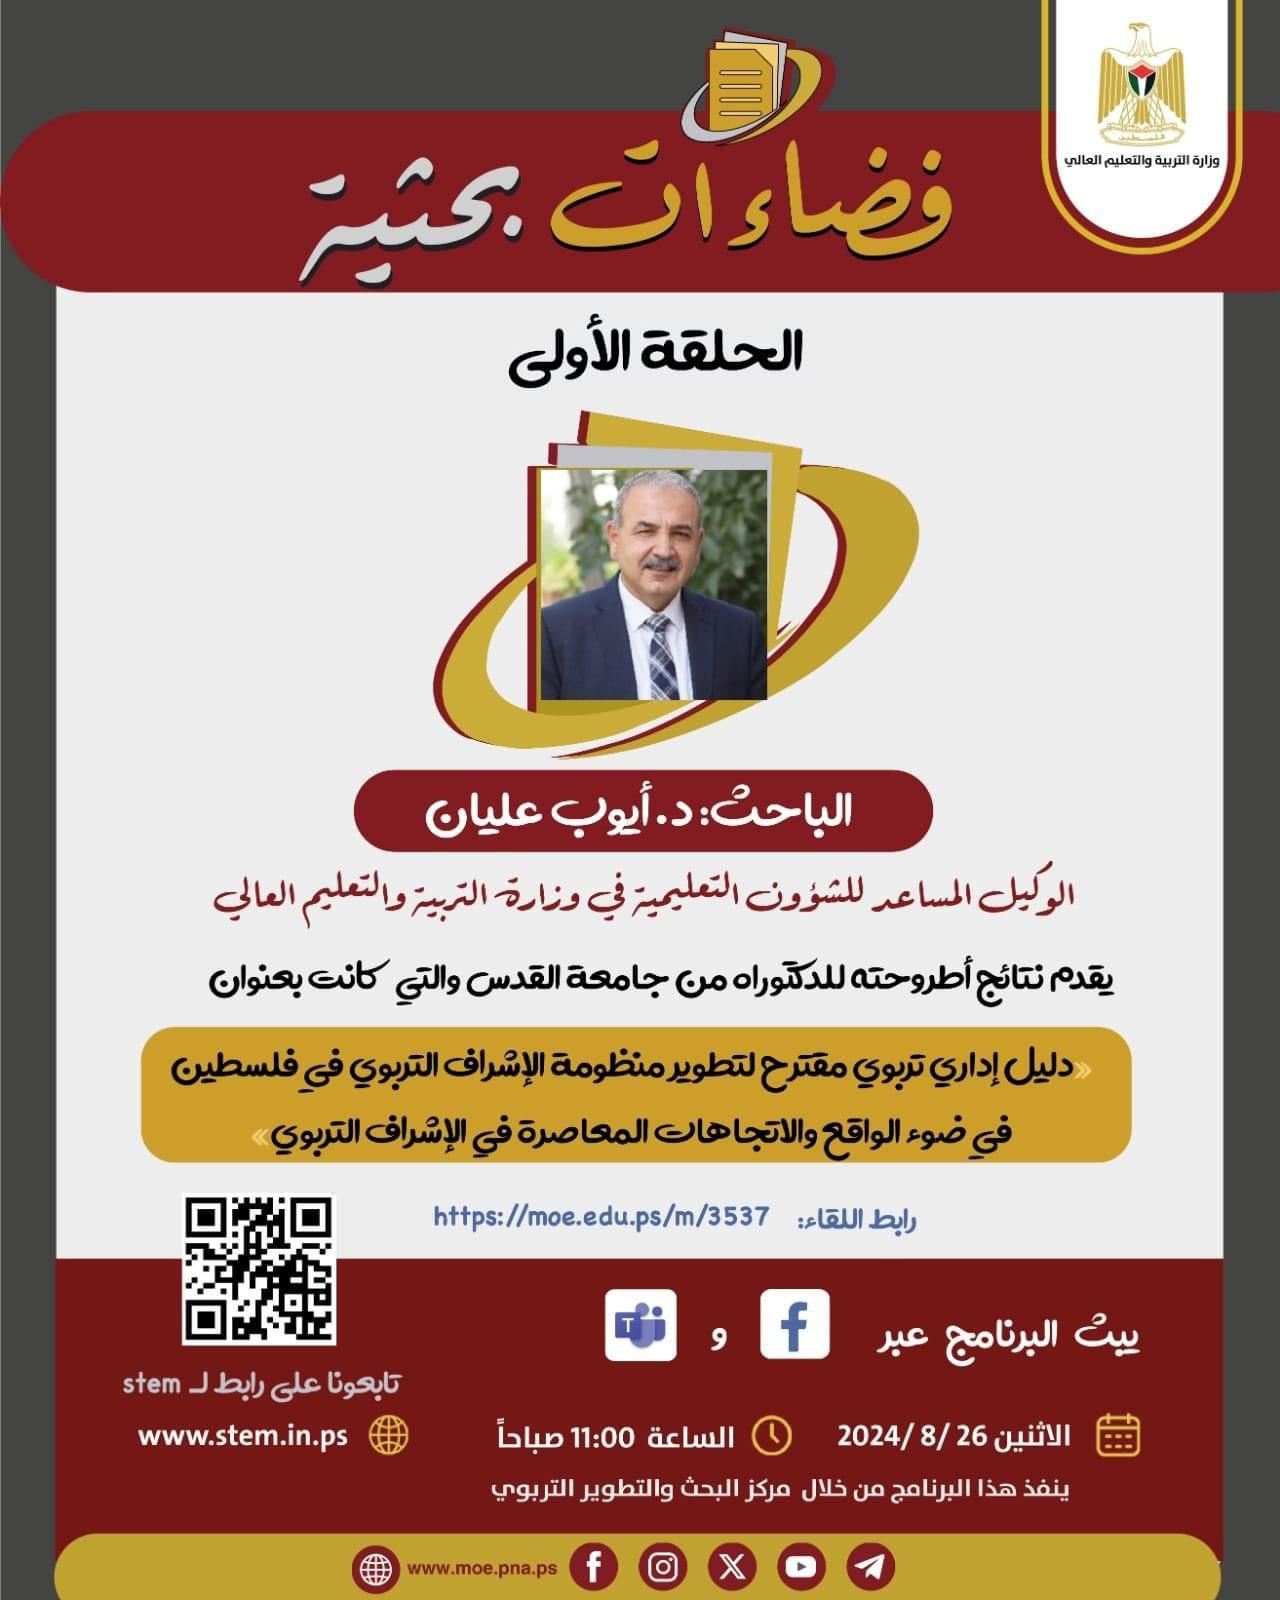 فلسطين
وزارة التربية والتعليم العالي
فضاءات بحثية
الحلقة الأولى
الباحث: د. أيوب عليان
الوكيل المساعد للشؤون التعليمية في وزارة التربية والتعليم العالي
يقدم نتائج أطروحته للدكتوراه من جامعة القدس والتي كانت بعنوان
«دليل إداري تربوي مقترح لتطوير منظومة الإشراف التربوي في فلسطين
في ضوء الواقع والاتجاهات المعاصرة في الإشراف التربوي»
رابط اللقاء: https://moe.edu.ps/m/3537
يبث البرنامج عبر f و T
تابعونا على رابط لـ stem
www.stem.in.ps
الاثنين 26 /8 /2024 الساعة 11:00 صباحاً
ينفذ هذا البرنامج من خلال مركز البحث والتطوير التربوي
www.moe.pna.ps